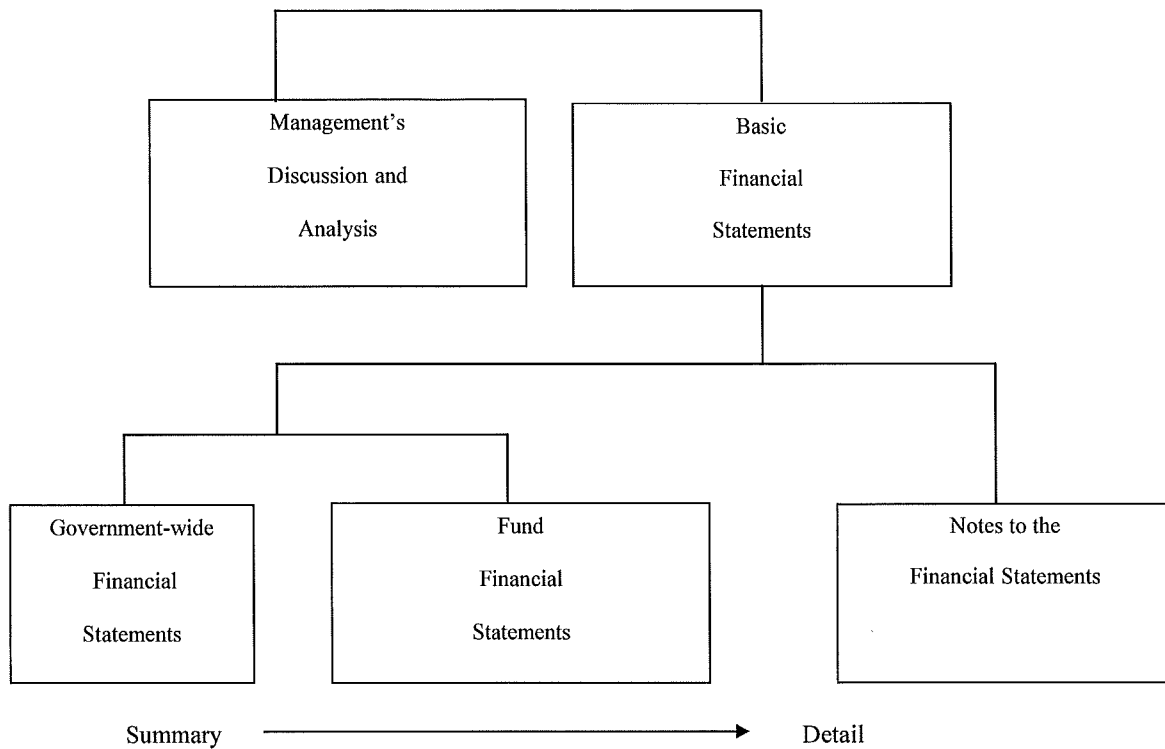 Management’s
Discussion and
Analysis
Basic
Financial
Statements
Government-wide
Financial
Statements
Fund
Financial
Statements
Notes to the
Financial Statements
Summary
Detail